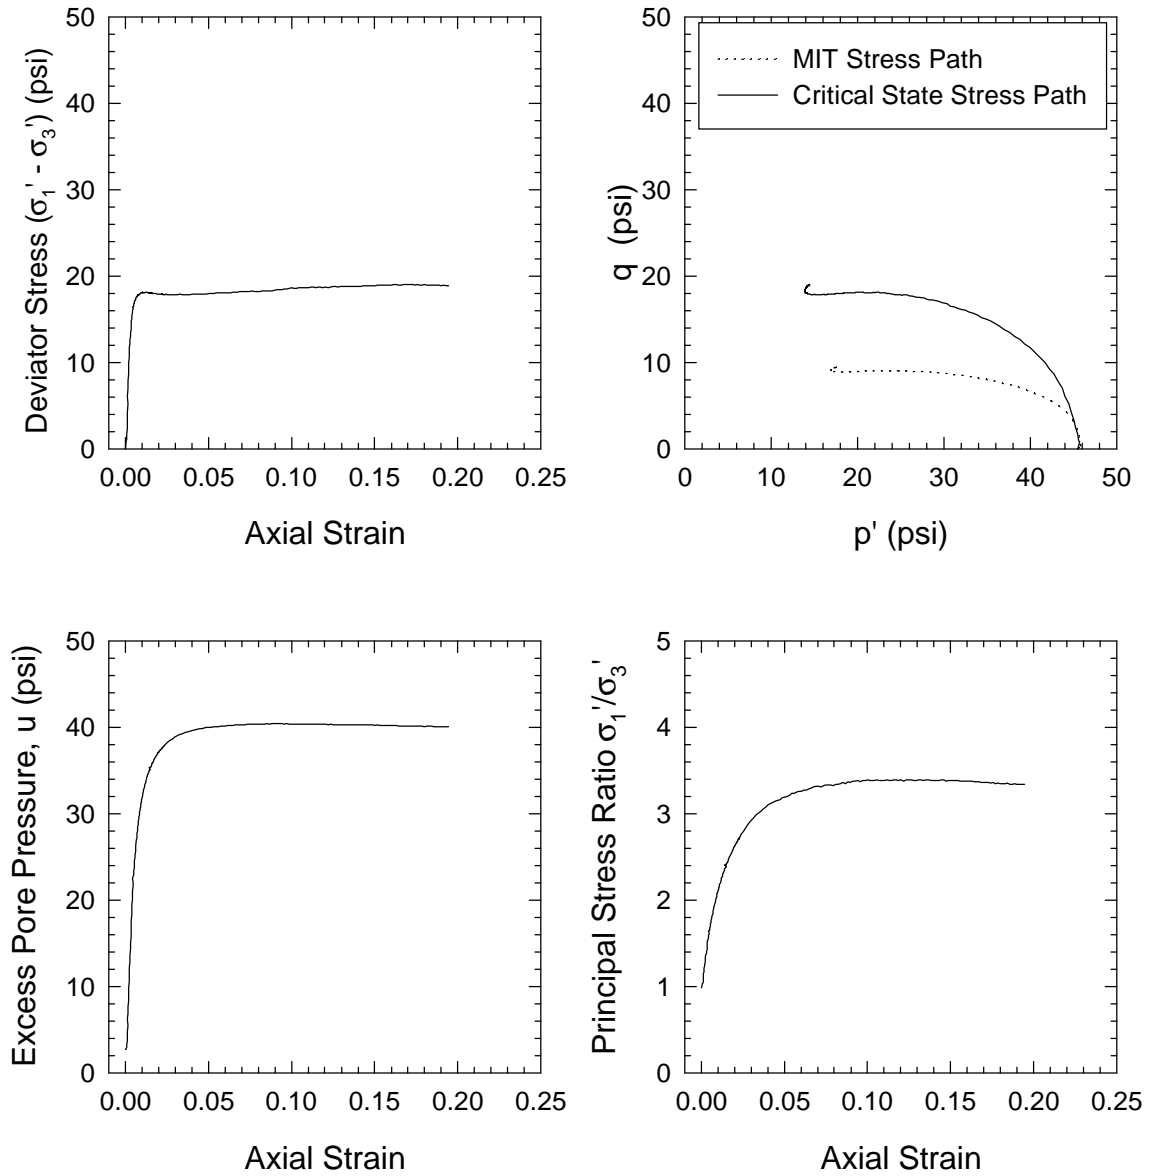 50
40
30
20
10
0
Deviator Stress (σ₁' - σ₃') (psi)
0.00 0.05 0.10 0.15 0.20 0.25
Axial Strain
50
40
30
20
10
0
q (psi)
MIT Stress Path
Critical State Stress Path
0 10 20 30 40 50
p' (psi)
50
40
30
20
10
0
Excess Pore Pressure, u (psi)
0.00 0.05 0.10 0.15 0.20 0.25
Axial Strain
5
4
3
2
1
0
Principal Stress Ratio σ₁'/σ₃'
0.00 0.05 0.10 0.15 0.20 0.25
Axial Strain